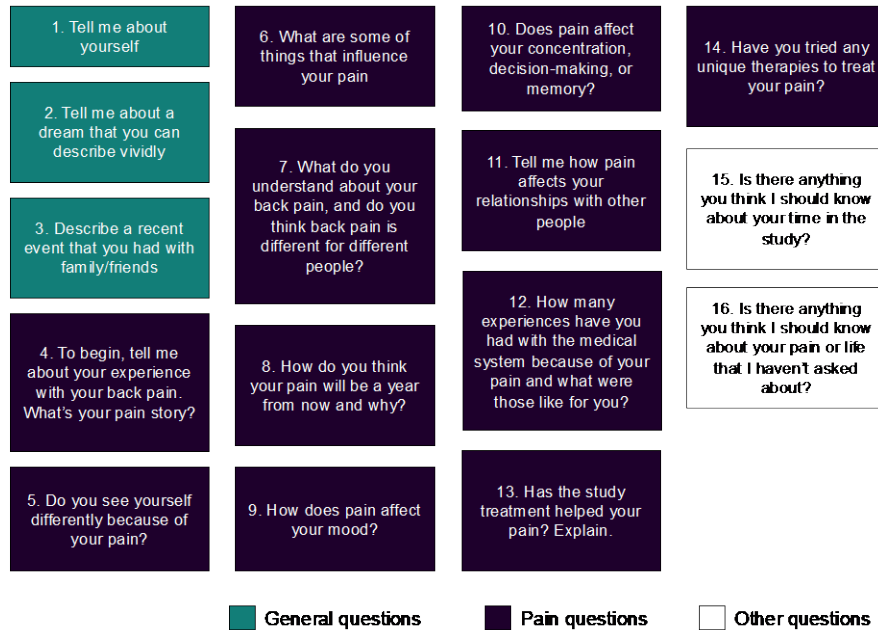 1. Tell me about
yourself
2. Tell me about a
dream that you can
describe vividly
3. Describe a recent
event that you had with
family/friends
4. To begin, tell me
about your experience
with your back pain.
What's your pain story?
5. Do you see yourself
differently because of
your pain?
6. What are some of
things that influence
your pain
7. What do you
understand about your
back pain, and do you
think back pain is
different for different
people?
8. How do you think
your pain will be a year
from now and why?
9. How does pain affect
your mood?
10. Does pain affect
your concentration,
decision-making, or
memory?
11. Tell me how pain
affects your
relationships with other
people
12. How many
experiences have you
had with the medical
system because of your
pain and what were
those like for you?
13. Has the study
treatment helped your
pain? Explain.
14. Have you tried any
unique therapies to treat
your pain?
15. Is there anything
you think I should know
about your time in the
study?
16. Is there anything
you think I should know
about your pain or life
that I haven't asked
about?
General questions
Pain questions
Other questions